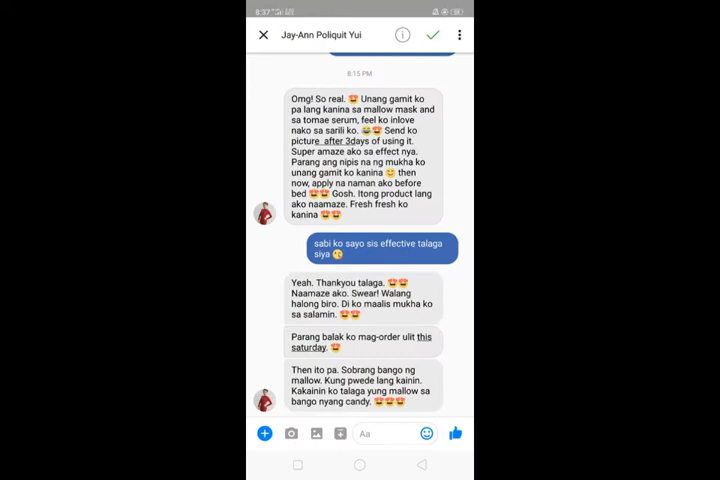 8:37
Jay-Ann Poliquit Yui
8:15 PM
Omg! So real. 😍 Unang gamit ko
pa lang kanina sa mallow mask and
sa tomae serum, feel ko inlove
nako sa sarili ko. 😂😍 Send ko
picture after 3days of using it.
Super amaze ako sa effect nya.
Parang ang nipis na ng mukha ko
unang gamit ko kanina 😊 then
now, apply na naman ako before
bed 😍😍 Gosh. Itong product lang
ako naamaze. Fresh fresh ko
kanina 😍😍
sabi ko sayo sis effective talaga
siya 😘
Yeah. Thankyou talaga. 😍😍
Naamaze ako. Swear! Walang
halong biro. Di ko maalis mukha ko
sa salamin. 😍😍
Parang balak ko mag-order ulit this
saturday. 😍
Then ito pa. Sobrang bango ng
mallow. Kung pwede lang kainin.
Kakainin ko talaga yung mallow sa
bango nyang candy. 😍😍😍
Aa